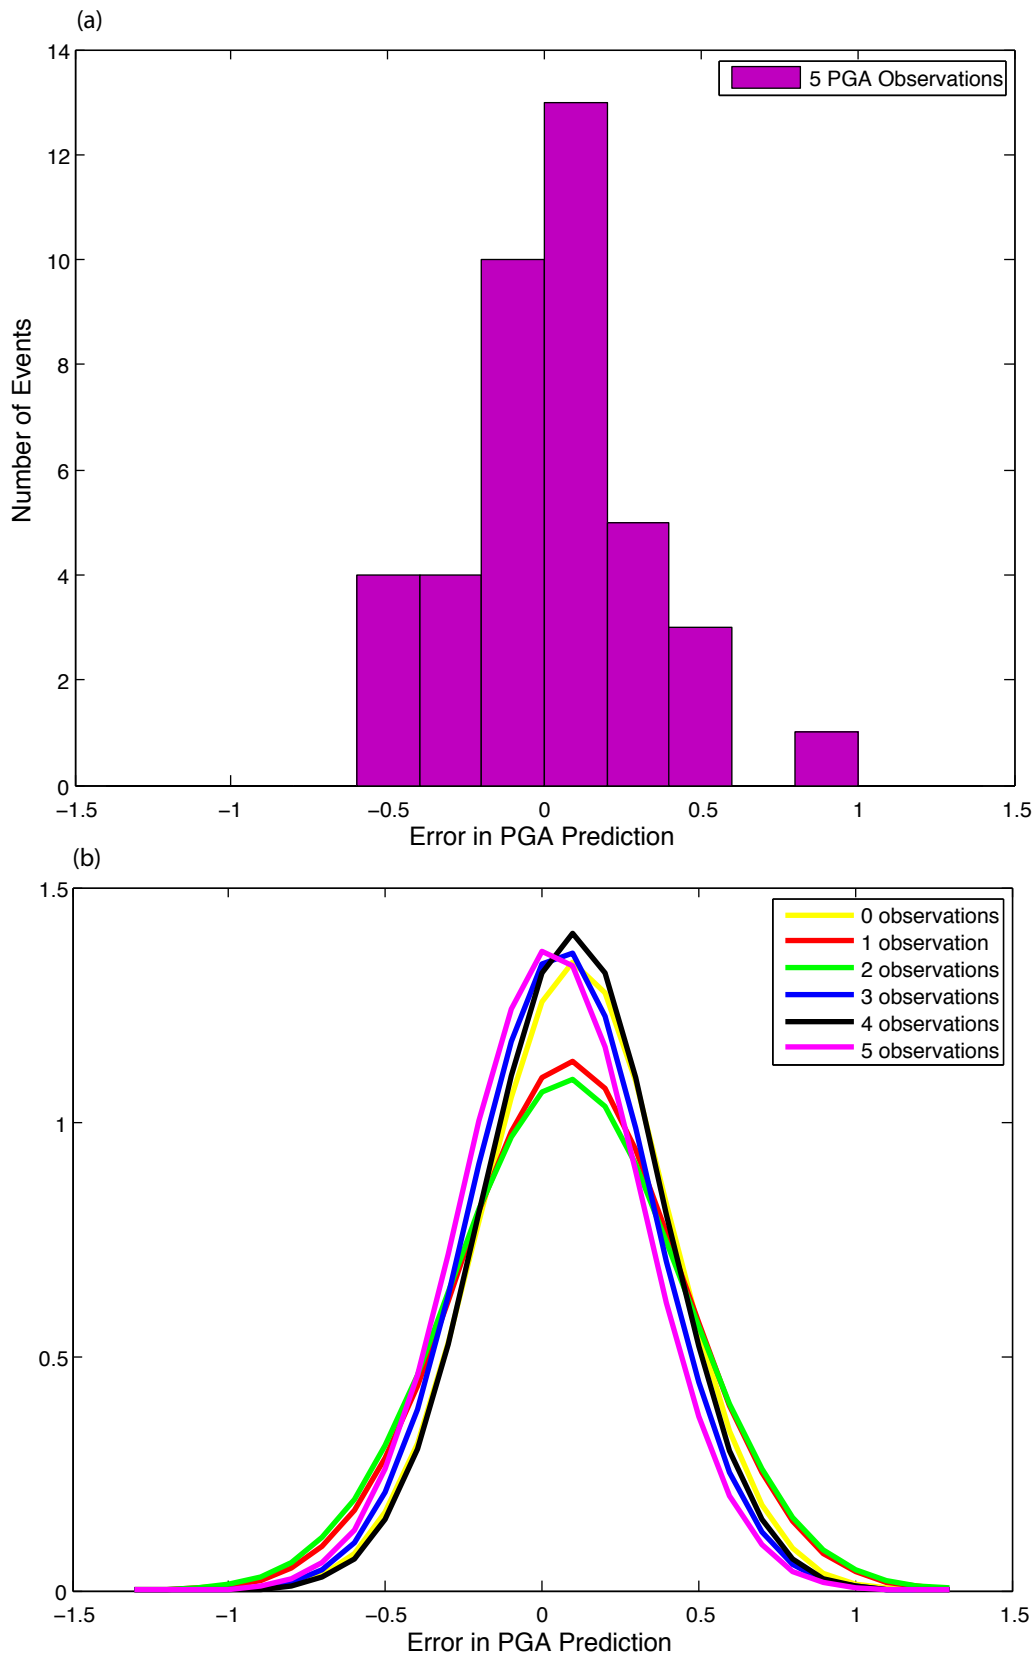 (a)
14
12
10
8
6
4
2
0
Number of Events
5 PGA Observations
−1.5 −1 −0.5 0 0.5 1 1.5
Error in PGA Prediction
(b)
1.5
1
0.5
0
0 observations
1 observation
2 observations
3 observations
4 observations
5 observations
−1.5 −1 −0.5 0 0.5 1 1.5
Error in PGA Prediction